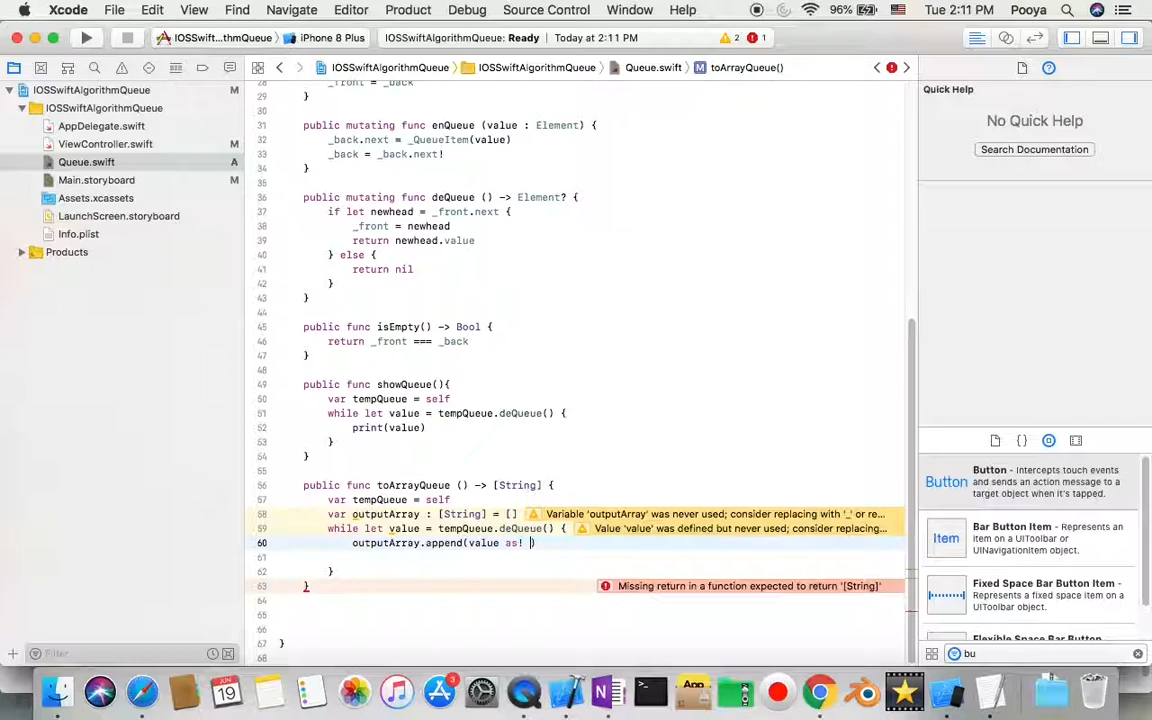 Xcode File Edit View Find Navigate Editor Product Debug Source Control Window Help 96% Tue 2:11 PM
IOSSwift...thmQueue iPhone 8 Plus IOSSwiftAlgorithmQueue: Ready Today at 2:11 PM 2 1
IOSSwiftAlgorithmQueue IOSSwiftAlgorithmQueue Queue.swift M toArrayQueue()
IOSSwiftAlgorithmQueue M
IOSSwiftAlgorithmQueue
AppDelegate.swift
ViewController.swift M
Queue.swift A
Main.storyboard M
Assets.xcassets
LaunchScreen.storyboard
Info.plist
Products
Filter
28 _front = _back
29 }
30
31 public mutating func enQueue (value : Element) {
32 _back.next = _QueueItem(value)
33 _back = _back.next!
34 }
35
36 public mutating func deQueue () -> Element? {
37 if let newhead = _front.next {
38 _front = newhead
39 return newhead.value
40 } else {
41 return nil
42 }
43 }
44
45 public func isEmpty() -> Bool {
46 return _front === _back
47 }
48
49 public func showQueue(){
50 var tempQueue = self
51 while let value = tempQueue.deQueue() {
52 print(value)
53 }
54 }
55
56 public func toArrayQueue () -> [String] {
57 var tempQueue = self
58 var outputArray : [String] = [] Variable 'outputArray' was never used; consider replacing with '_' or re...
59 while let value = tempQueue.deQueue() { Value 'value' was defined but never used; consider replacing...
60 outputArray.append(value as! )
61
62 }
63 } Missing return in a function expected to return '[String]'
64
65
66
67 }
68
Quick Help
No Quick Help
Search Documentation
Button
Button - Intercepts touch events and sends an action message to a target object when it's tapped.
Item
Bar Button Item - Represents an item on a UIToolbar or UINavigationItem object.
Fixed Space Bar Button Item - Represents a fixed space item on a UIToolbar object.
Flexible Space Bar Button
bu
19
3
App